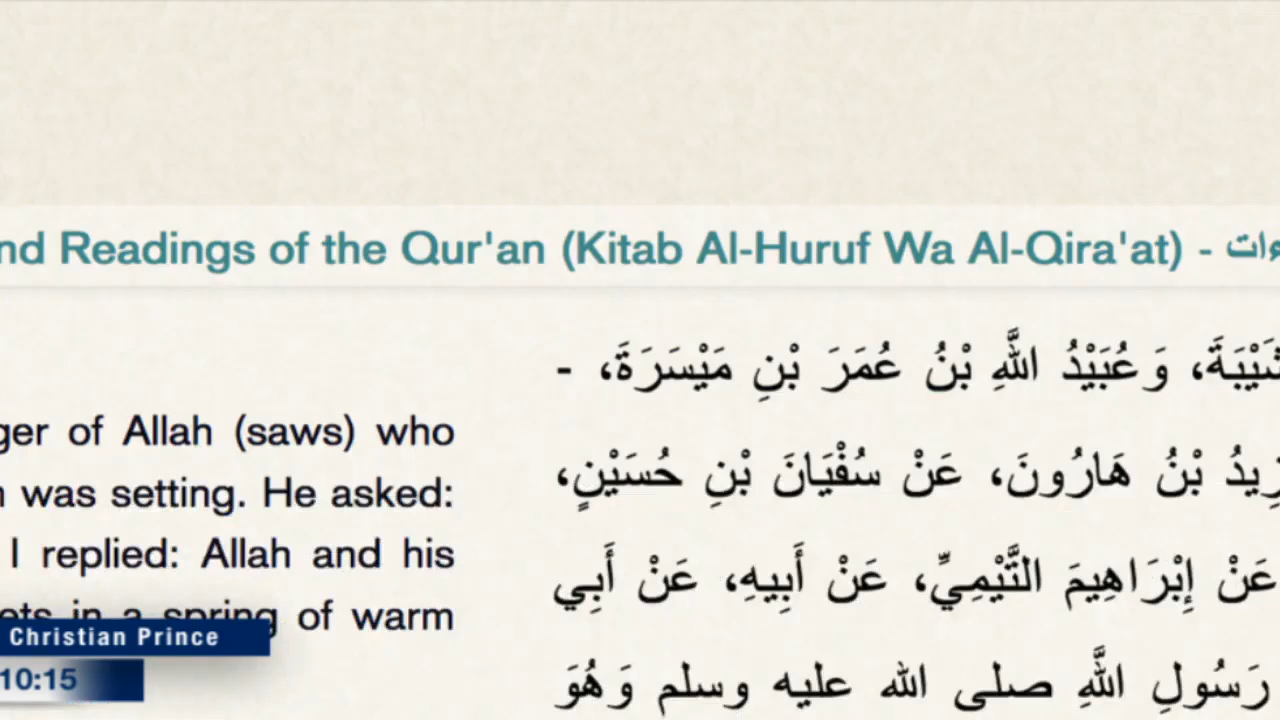 nd Readings of the Qur'an (Kitab Al-Huruf Wa Al-Qira'at) -
ger of Allah (saws) who
was setting. He asked:
I replied: Allah and his
ets in a spring of warm
شَيْبَةَ، وَعُبَيْدُ اللَّهِ بْنُ عُمَرَ بْنِ مَيْسَرَةَ، -
زِيدُ بْنُ هَارُونَ، عَنْ سُفْيَانَ بْنِ حُسَيْنٍ،
عَنْ إِبْرَاهِيمَ التَّيْمِيِّ، عَنْ أَبِيهِ، عَنْ أَبِي
رَسُولِ اللَّهِ صلى الله عليه وسلم وَهُوَ
Christian Prince
10:15